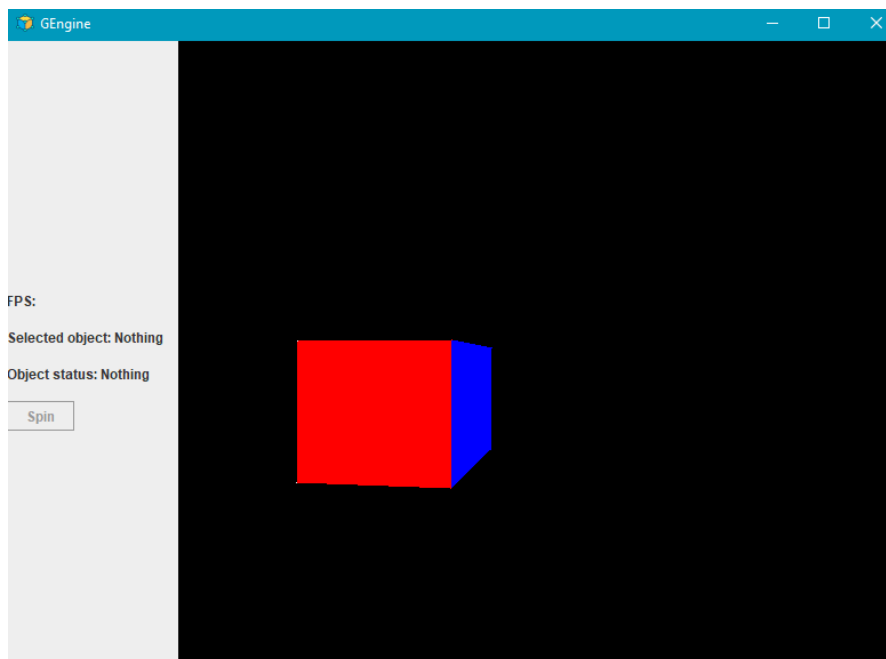 GEngine
FPS:
Selected object: Nothing
Object status: Nothing
Spin